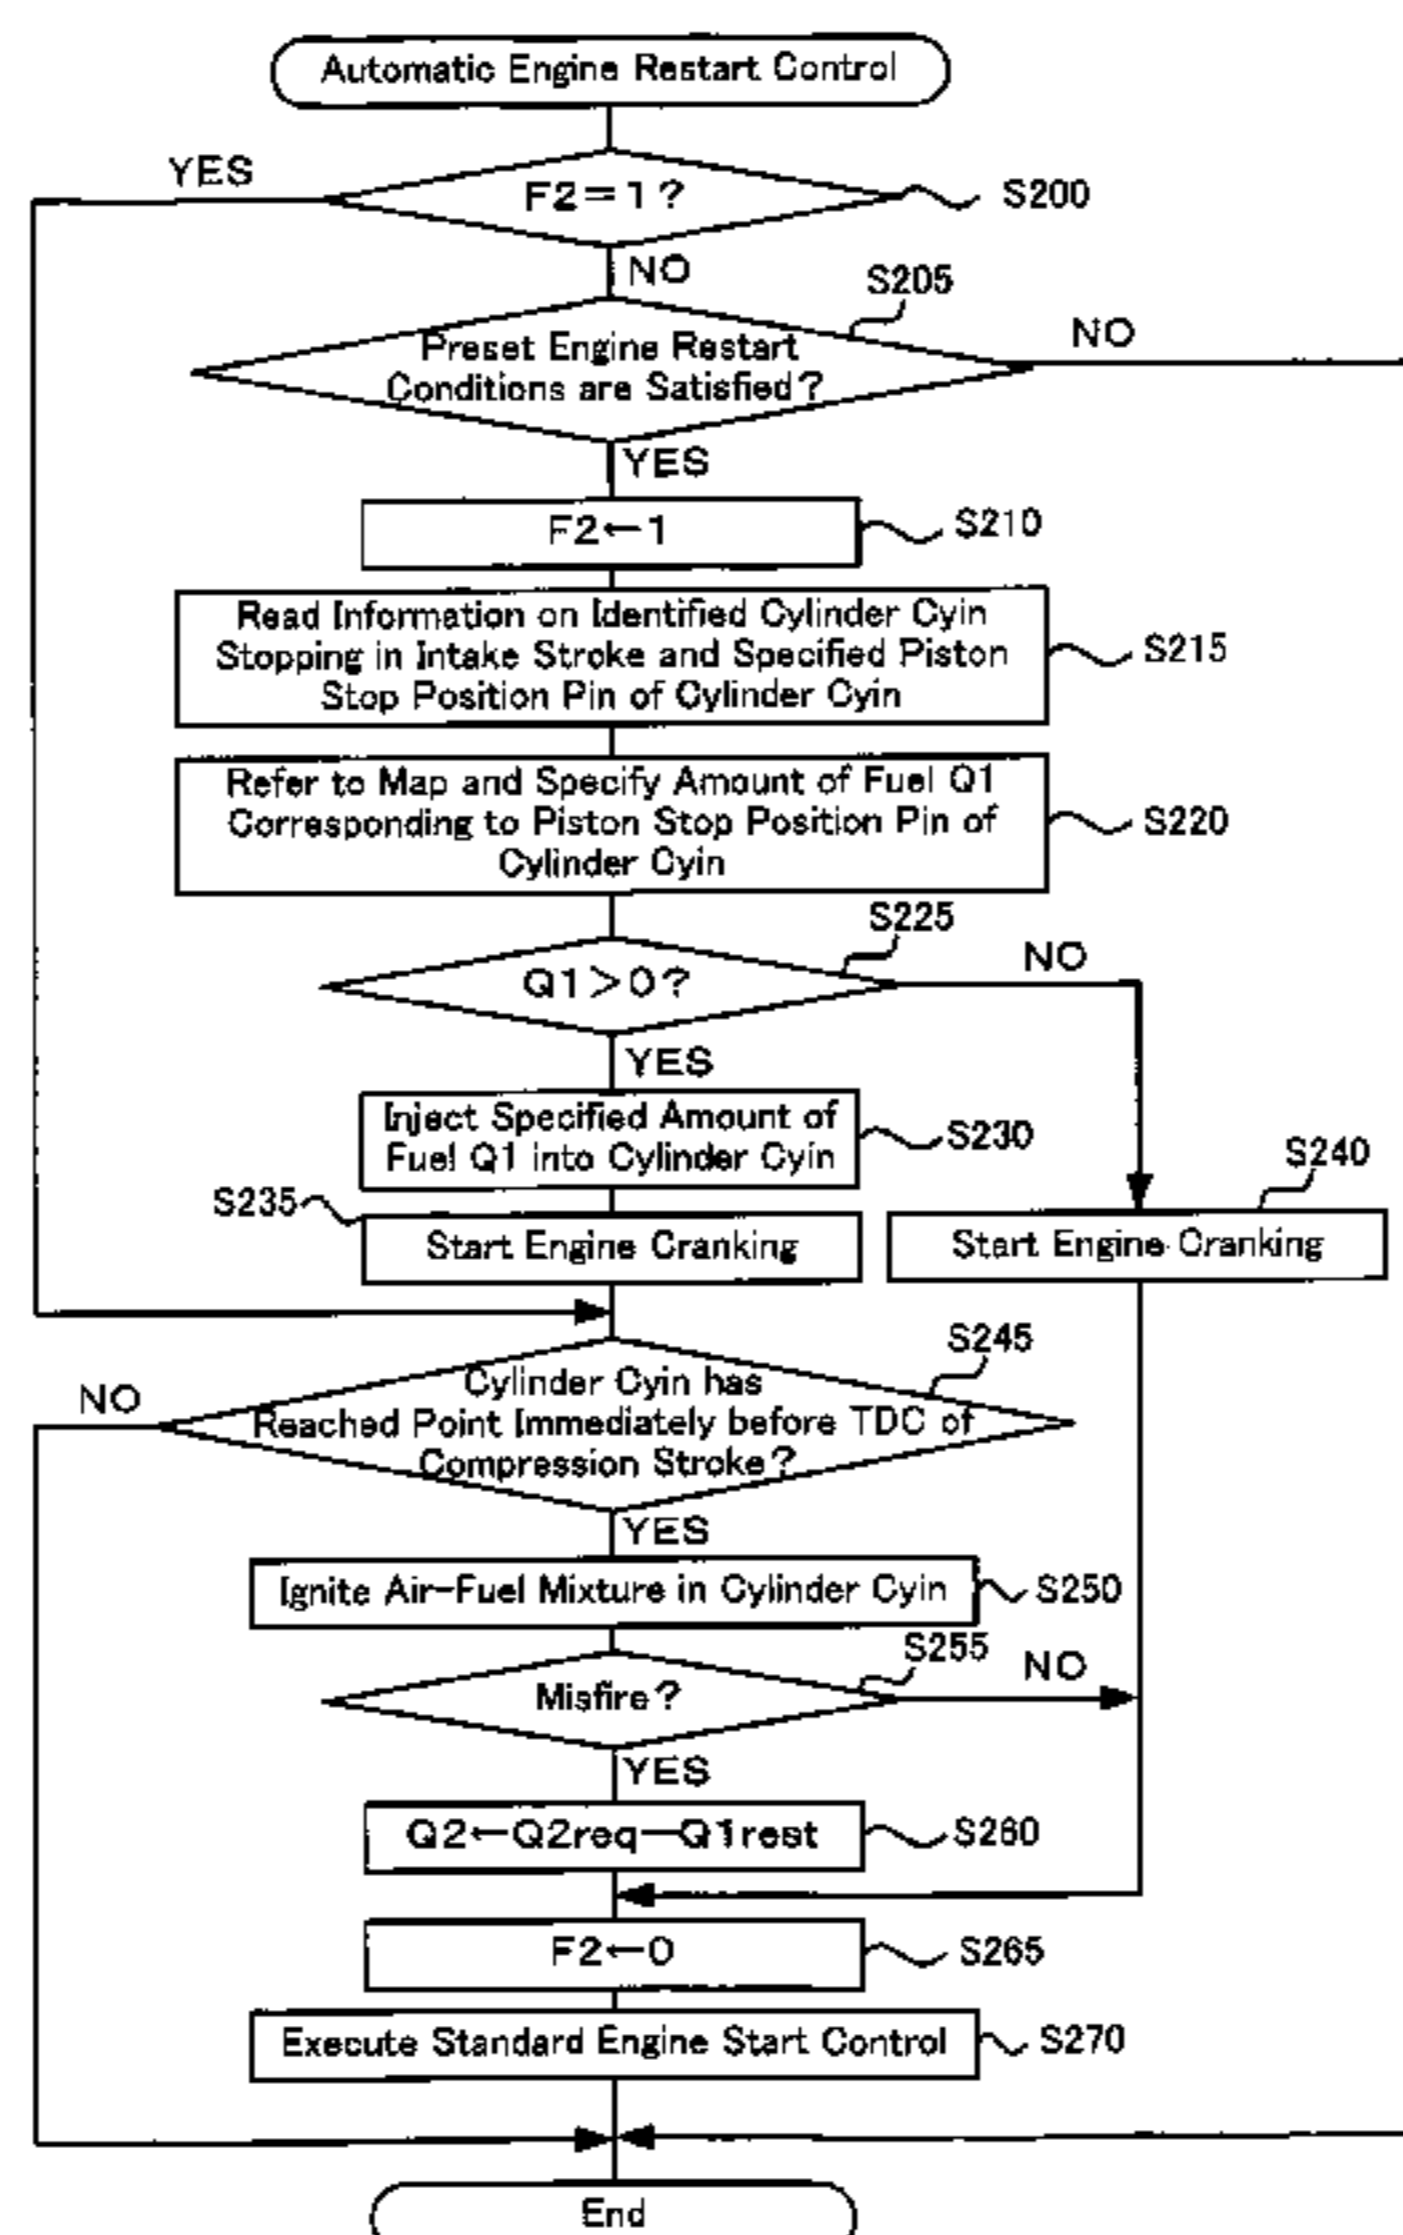 Automatic Engine Restart Control
YES
F2=1?
S200
NO
S205
Preset Engine Restart
Conditions are Satisfied?
NO
YES
F2←1
S210
Read Information on Identified Cylinder Cyin
Stopping in Intake Stroke and Specified Piston
Stop Position Pin of Cylinder Cyin
S215
Refer to Map and Specify Amount of Fuel Q1
Corresponding to Piston Stop Position Pin of
Cylinder Cyin
S220
S225
Q1>0?
NO
YES
Inject Specified Amount of
Fuel Q1 into Cylinder Cyin
S230
S235
Start Engine Cranking
S240
Start Engine Cranking
S245
Cylinder Cyin has
Reached Point Immediately before TDC of
Compression Stroke?
NO
YES
Ignite Air-Fuel Mixture in Cylinder Cyin
S250
S255
Misfire?
NO
YES
Q2←Q2req−Q1rest
S260
F2←0
S265
Execute Standard Engine Start Control
S270
End